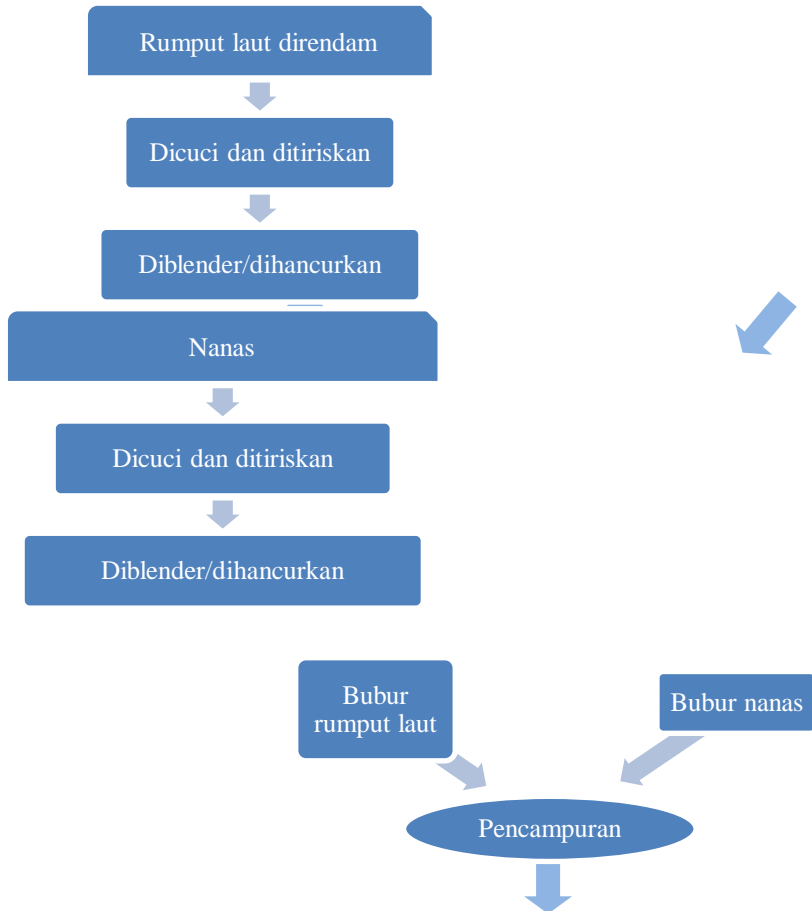 Rumput laut direndam
Dicuci dan ditiriskan
Diblender/dihancurkan
Nanas
Dicuci dan ditiriskan
Diblender/dihancurkan
Bubur
rumput laut
Bubur nanas
Pencampuran